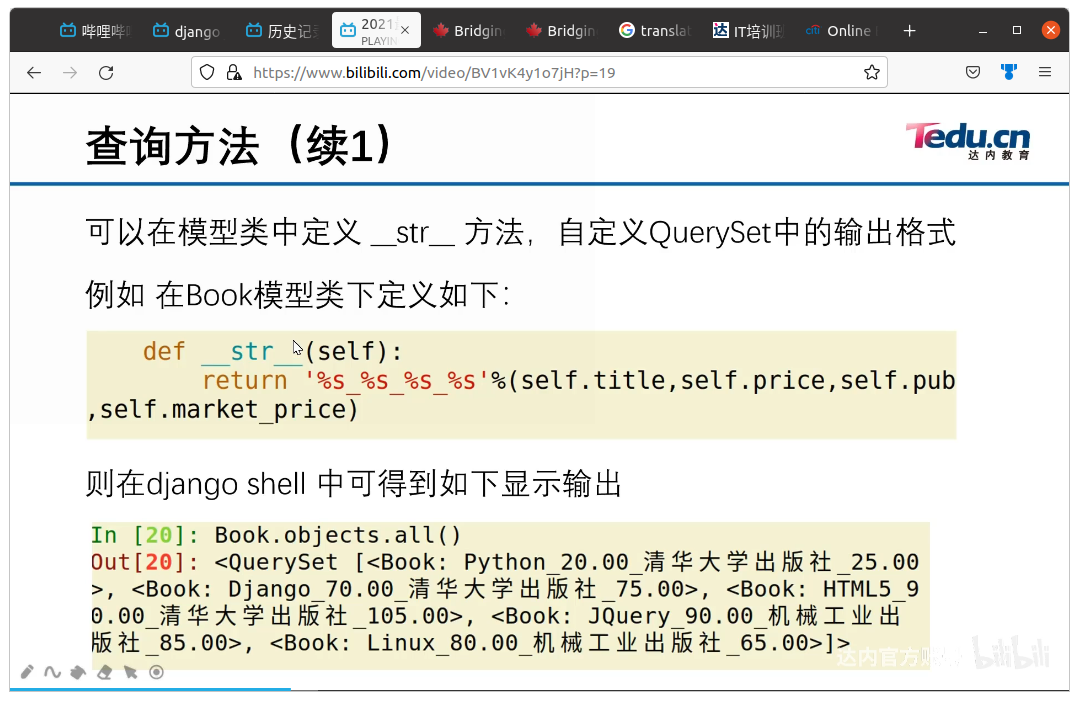 哔哩哔哩
django
历史记录
2021
PLAYIN
Bridgin
Bridgin
translat
达 IT培训班
citi Online
https://www.bilibili.com/video/BV1vK4y1o7jH?p=19
查询方法（续1）
Tedu.cn
达内教育
可以在模型类中定义 __str__ 方法，自定义QuerySet中的输出格式
例如 在Book模型类下定义如下：
def __str__(self):
return '%s_%s_%s_%s'%(self.title,self.price,self.pub
,self.market_price)
则在django shell 中可得到如下显示输出
In [20]: Book.objects.all()
Out[20]: <QuerySet [<Book: Python_20.00_清华大学出版社_25.00
>, <Book: Django_70.00_清华大学出版社_75.00>, <Book: HTML5_9
0.00_清华大学出版社_105.00>, <Book: JQuery_90.00_机械工业出
版社_85.00>, <Book: Linux_80.00_机械工业出版社_65.00>]>
达内官方
bilibili